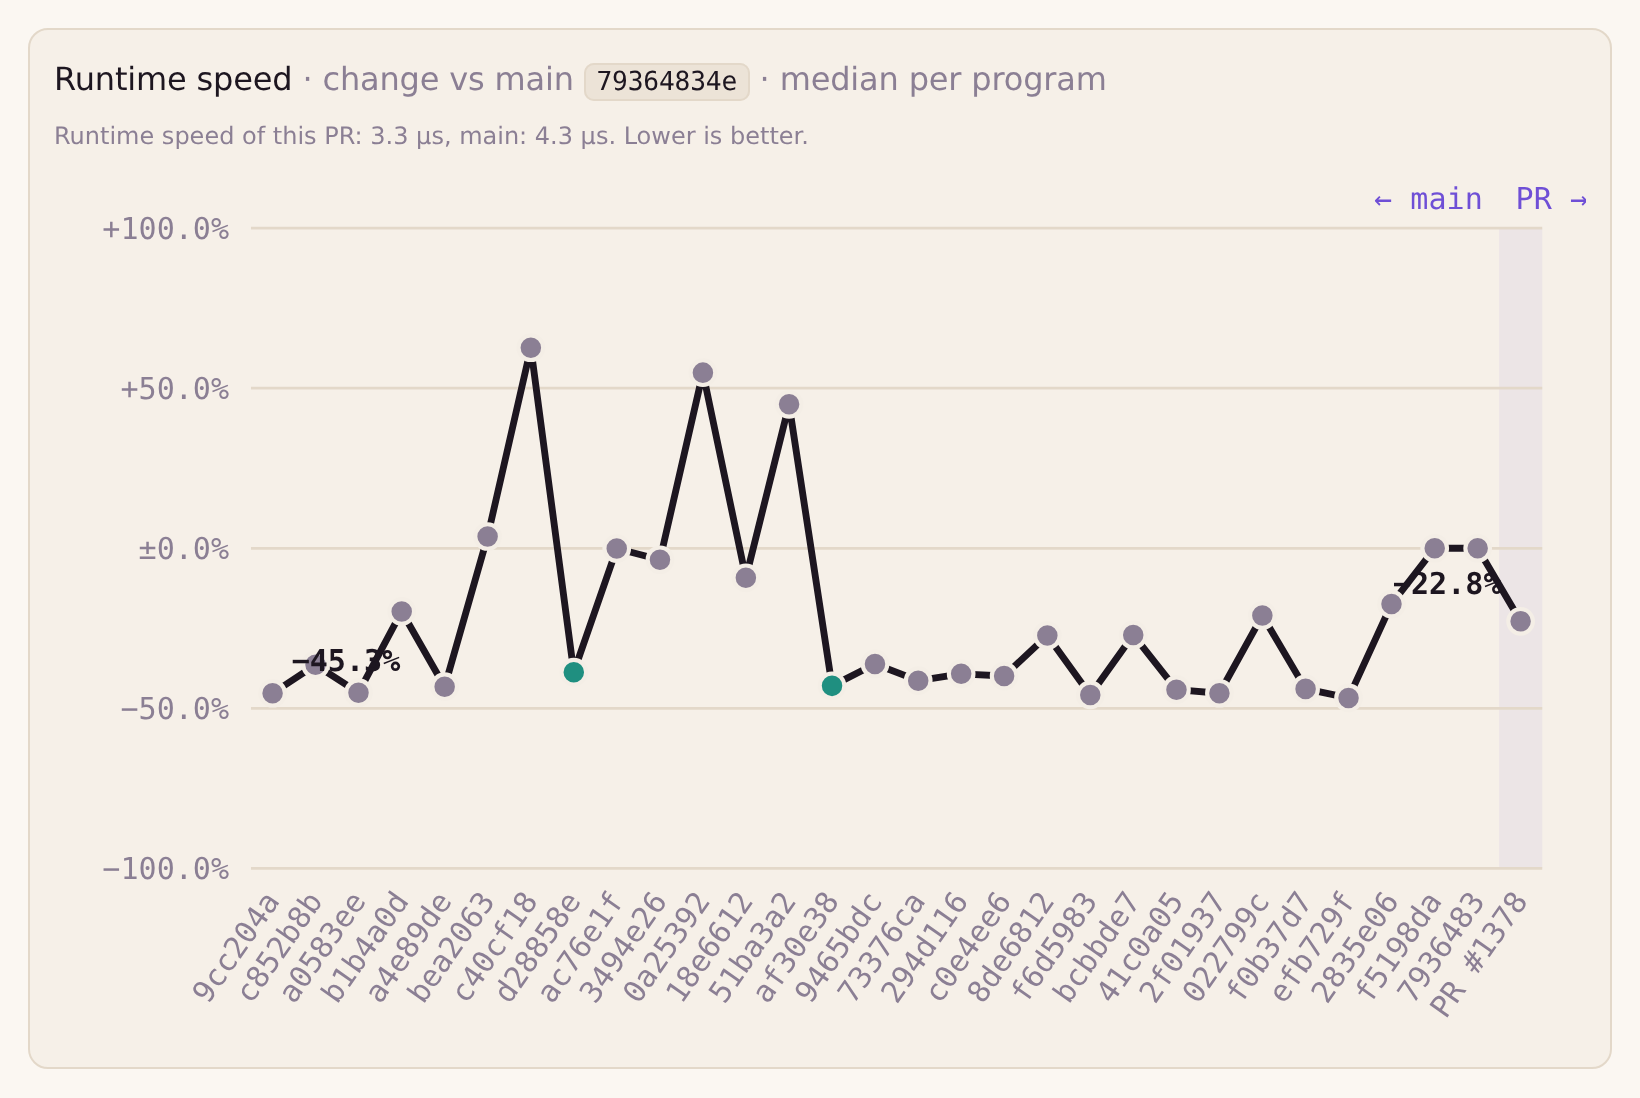 Runtime speed · change vs main 79364834e · median per program
Runtime speed of this PR: 3.3 µs, main: 4.3 µs. Lower is better.
← main PR →
+100.0%
+50.0%
±0.0%
−50.0%
−100.0%
−45.3%
−22.8%
9cc204a
c852b8b
a0583ee
b1b4a0d
a4e89de
bea2063
c40cf18
d28858e
ac76e1f
3494e26
0a25392
18e6612
51ba3a2
af30e38
9465bdc
73376ca
294d116
c0e4ee6
8de6812
f6d5983
bcbbde7
41c0a05
2f01937
022799c
f0b37d7
efb729f
2835e06
f5198da
7936483
PR #1378